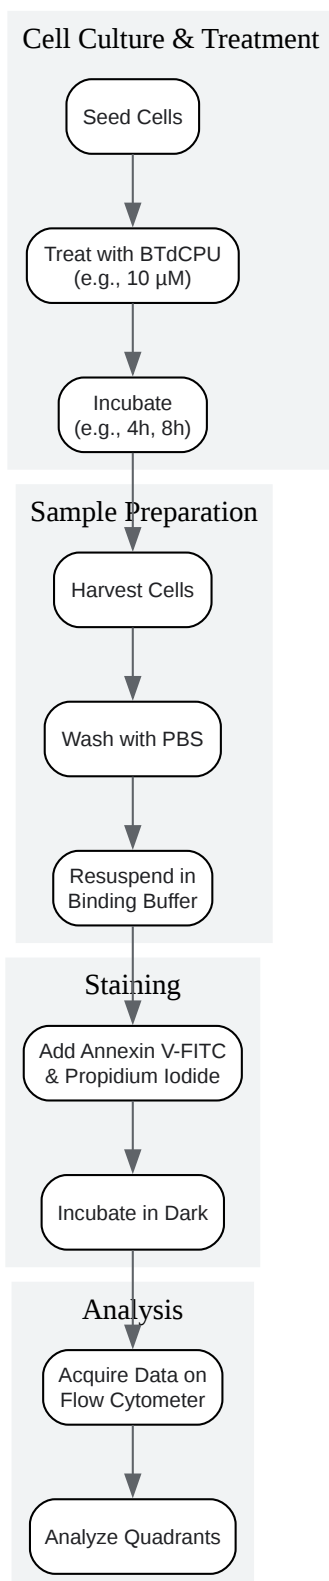 Cell Culture & Treatment
Seed Cells
Treat with BTdCPU
(e.g., 10 µM)
Incubate
(e.g., 4h, 8h)
Sample Preparation
Harvest Cells
Wash with PBS
Resuspend in
Binding Buffer
Staining
Add Annexin V-FITC
& Propidium Iodide
Incubate in Dark
Analysis
Acquire Data on
Flow Cytometer
Analyze Quadrants